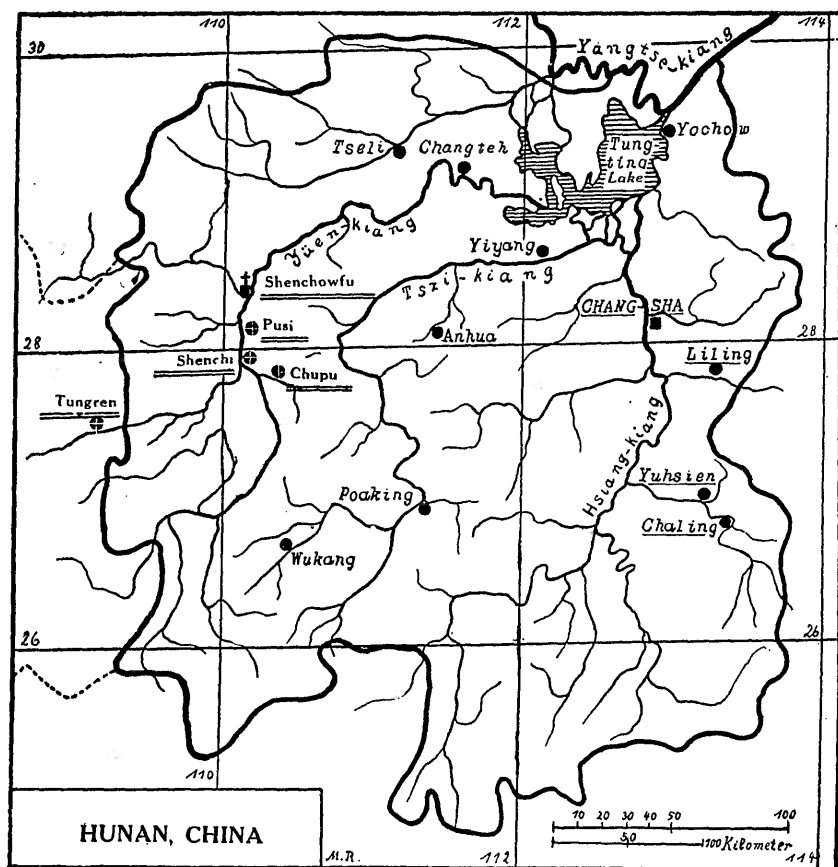 110
112
114
30
Yangtse-kiang
Yochow
Tseli
Changteh
Tung
ting
Lake
Yüen-kiang
Yiyang
Tszi-kiang
Shenchowfu
CHANG-SHA
Pusi
Anhua
28
28
Shenchi
Liling
Chupu
Tungren
Hsiang-kiang
Yuhsien
Poaking
Chaling
Wukang
26
26
110
10 20 30 40 50 100
HUNAN, CHINA
50 100 Kilometer
M.R.
112
114